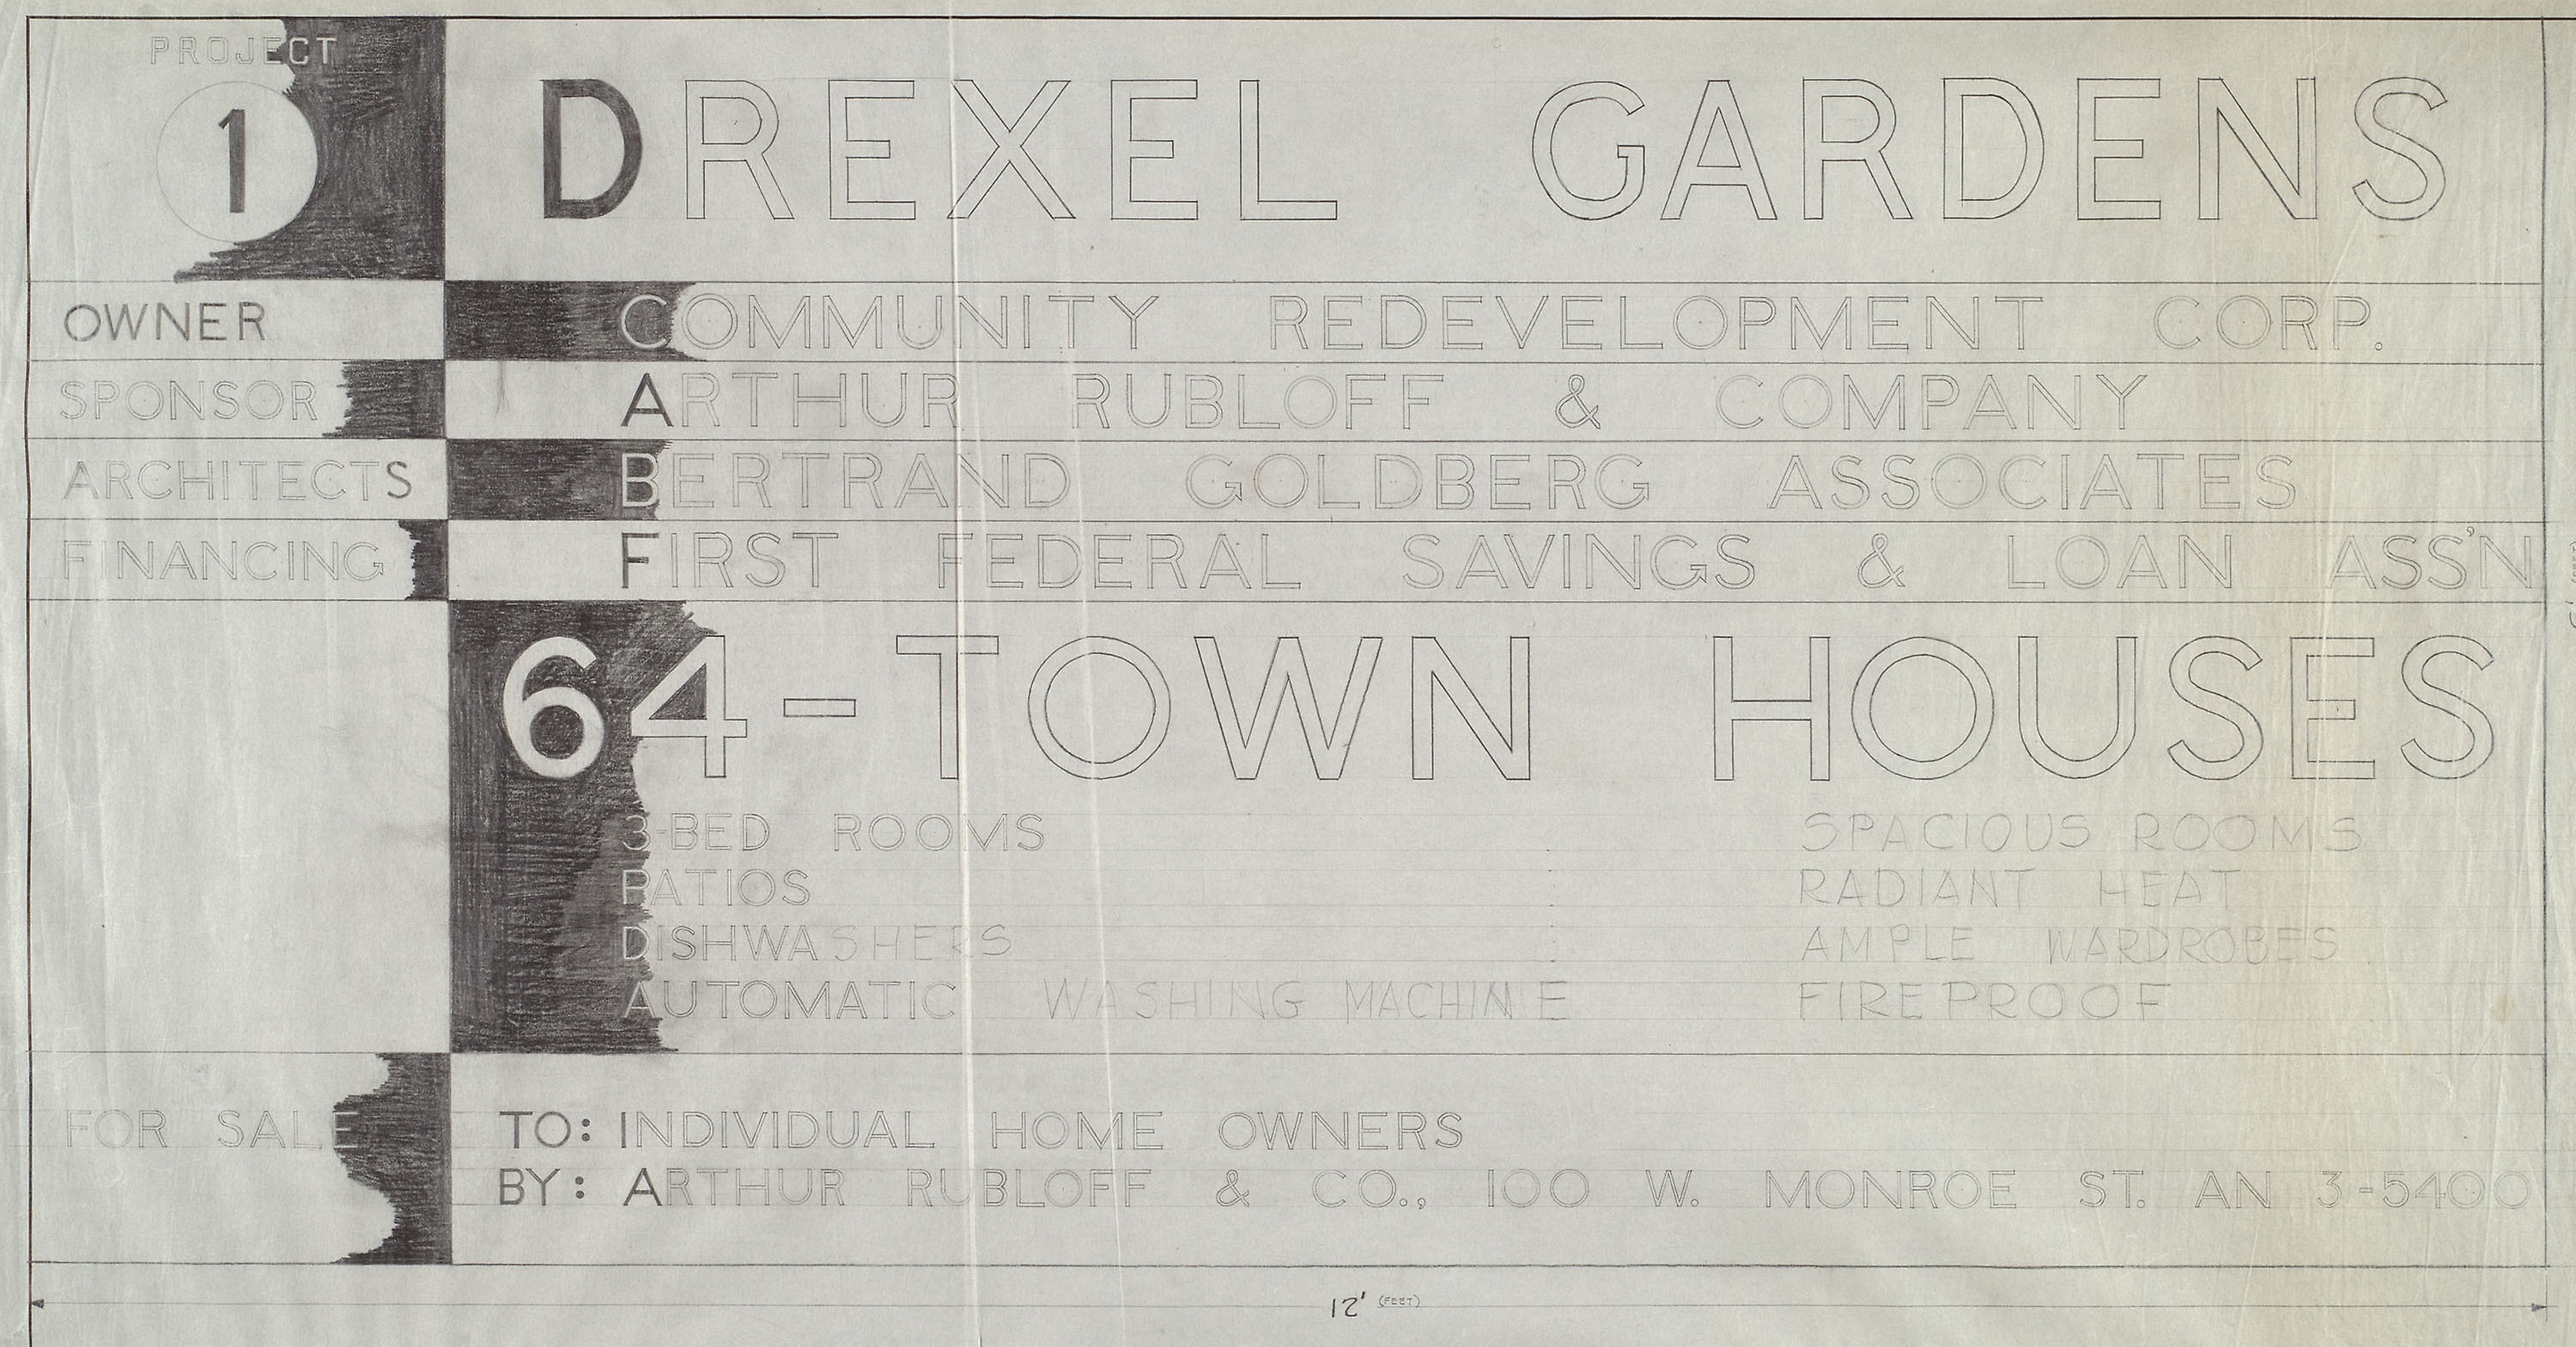 PROJECT
1
DREXEL GARDENS
OWNER COMMUNITY REDEVELOPMENT CORP.
SPONSOR ARTHUR RUBLOFF & COMPANY
ARCHITECTS BERTRAND GOLDBERG ASSOCIATES
FINANCING FIRST FEDERAL SAVINGS & LOAN ASS'N
64-TOWN HOUSES
3-BED ROOMS SPACIOUS ROOMS
PATIOS RADIANT HEAT
DISHWASHERS AMPLE WARDROBES
AUTOMATIC WASHING MACHINE FIREPROOF
FOR SALE TO: INDIVIDUAL HOME OWNERS
BY: ARTHUR RUBLOFF & CO., 100 W. MONROE ST. AN 3-5400
12' (FEET)